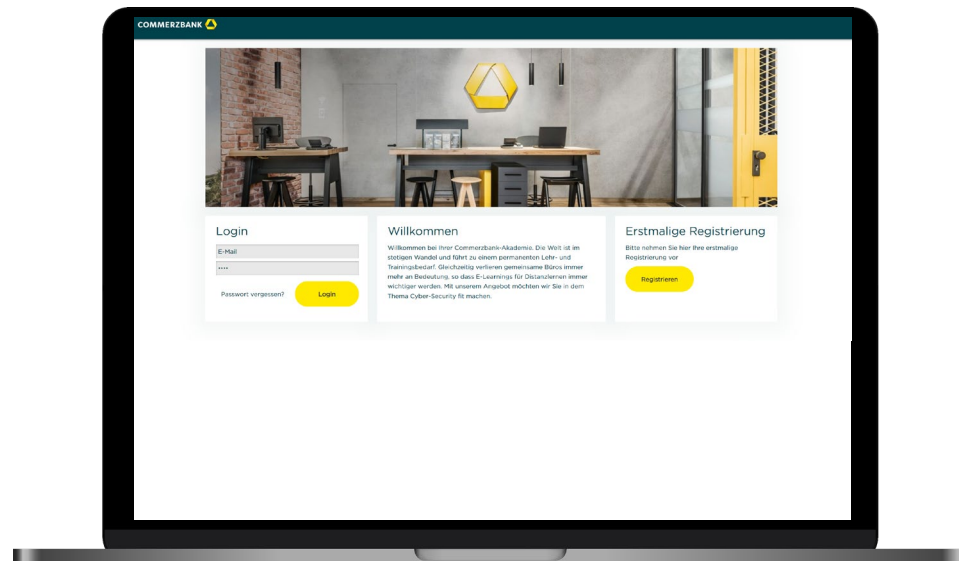 COMMERZBANK
Login
E-Mail
****
Passwort vergessen?
Login
Willkommen
Willkommen bei Ihrer Commerzbank-Akademie. Die Welt ist im
stetigen Wandel und führt zu einem permanenten Lehr- und
Trainingsbedarf. Gleichzeitig verlieren gemeinsame Büros immer
mehr an Bedeutung, so dass E-Learnings für Distanzlernen immer
wichtiger werden. Mit unserem Angebot möchten wir Sie in dem
Thema Cyber-Security fit machen.
Erstmalige Registrierung
Bitte nehmen Sie hier Ihre erstmalige
Registrierung vor
Registrieren